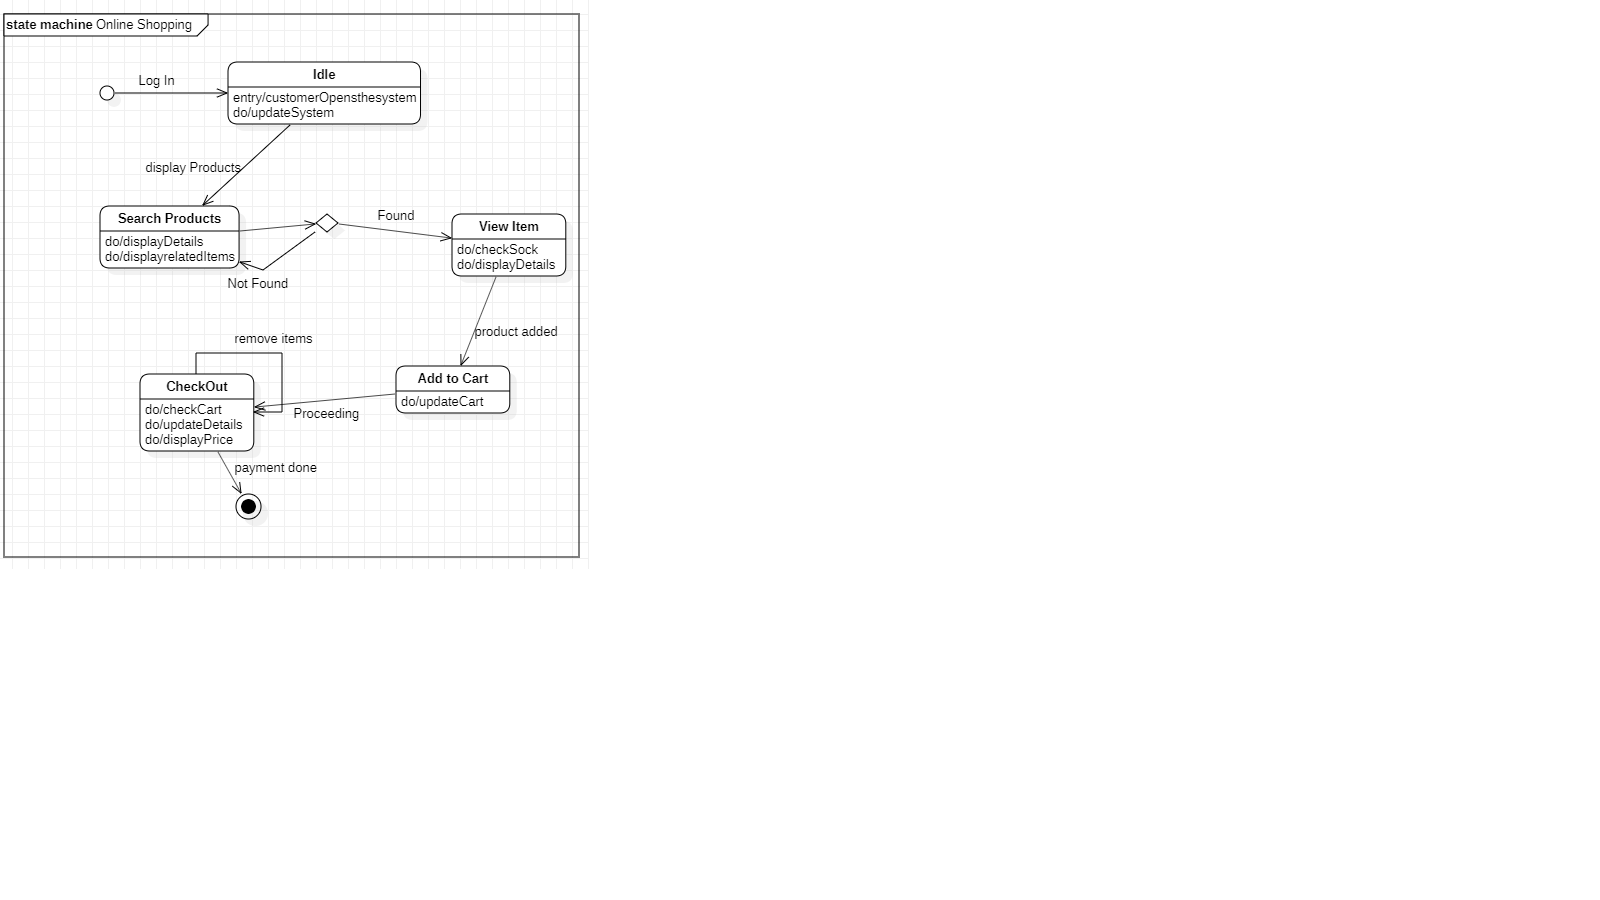 state machine Online Shopping
Log In
Idle
entry/customerOpensthesystem
do/updateSystem
display Products
Search Products
do/displayDetails
do/displayrelatedItems
Found
Not Found
View Item
do/checkSock
do/displayDetails
product added
remove items
CheckOut
do/checkCart
do/updateDetails
do/displayPrice
Proceeding
Add to Cart
do/updateCart
payment done